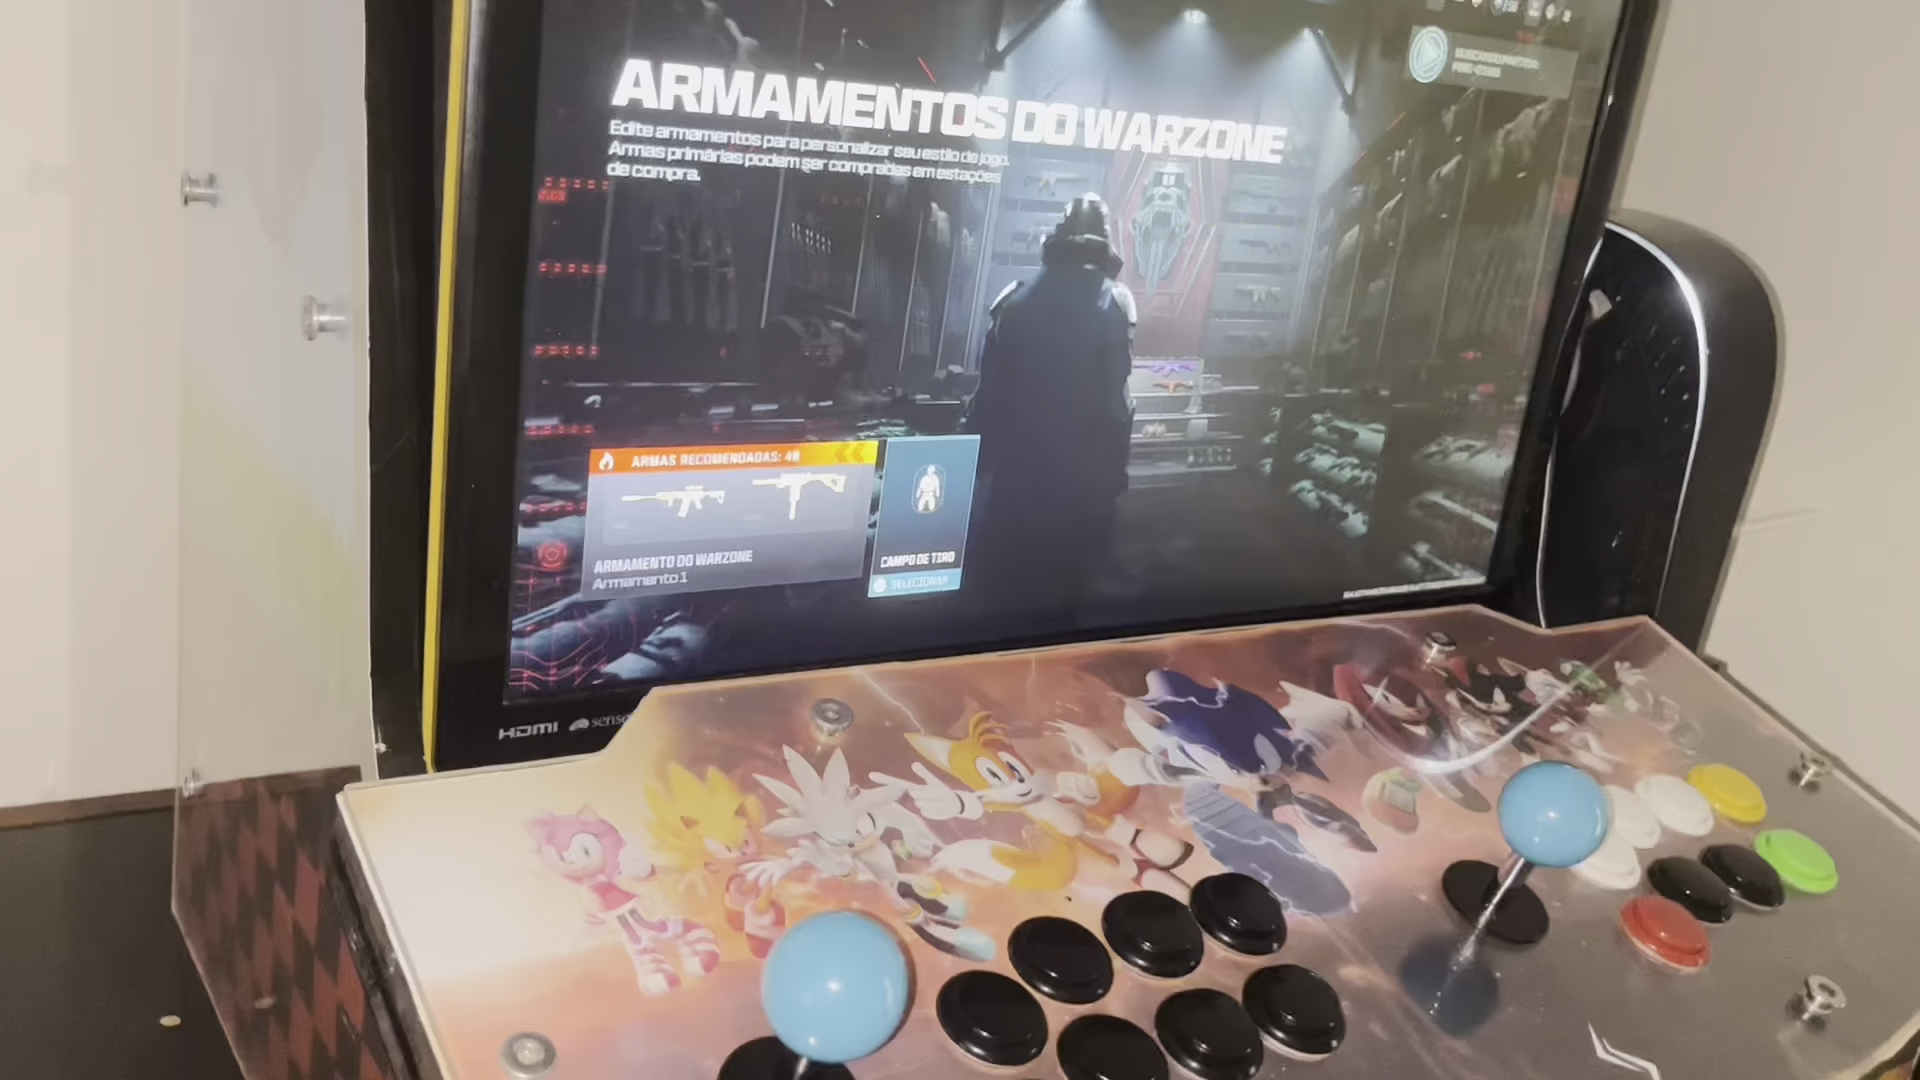 ARMAMENTOS DO WARZONE
Edite armamentos para personalizar seu estilo de jogo.
Armas primárias podem ser compradas em estações
de compra.
ARMAS RECOMENDADAS: 40
ARMAMENTO DO WARZONE
Armamento 1
CAMPO DE TIRO
SELECIONAR
HDMI